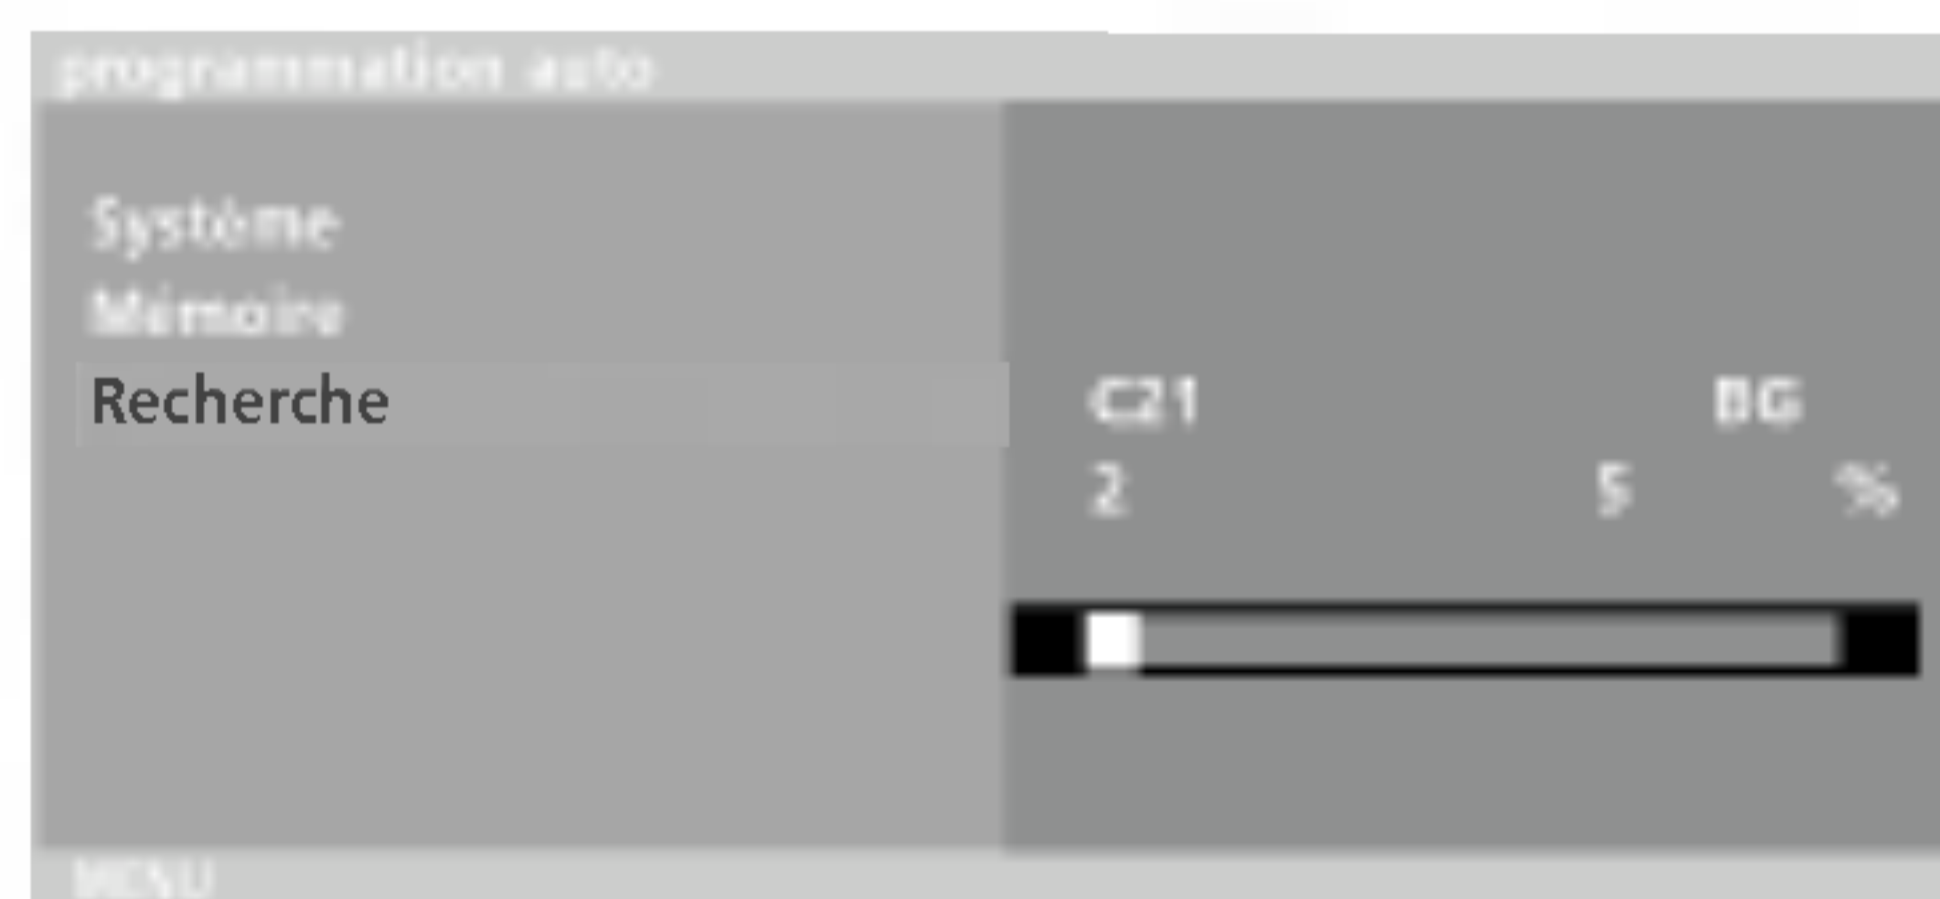 programmation auto
Système
Mémoire
Recherche C21 BG
2 5 %
MENU